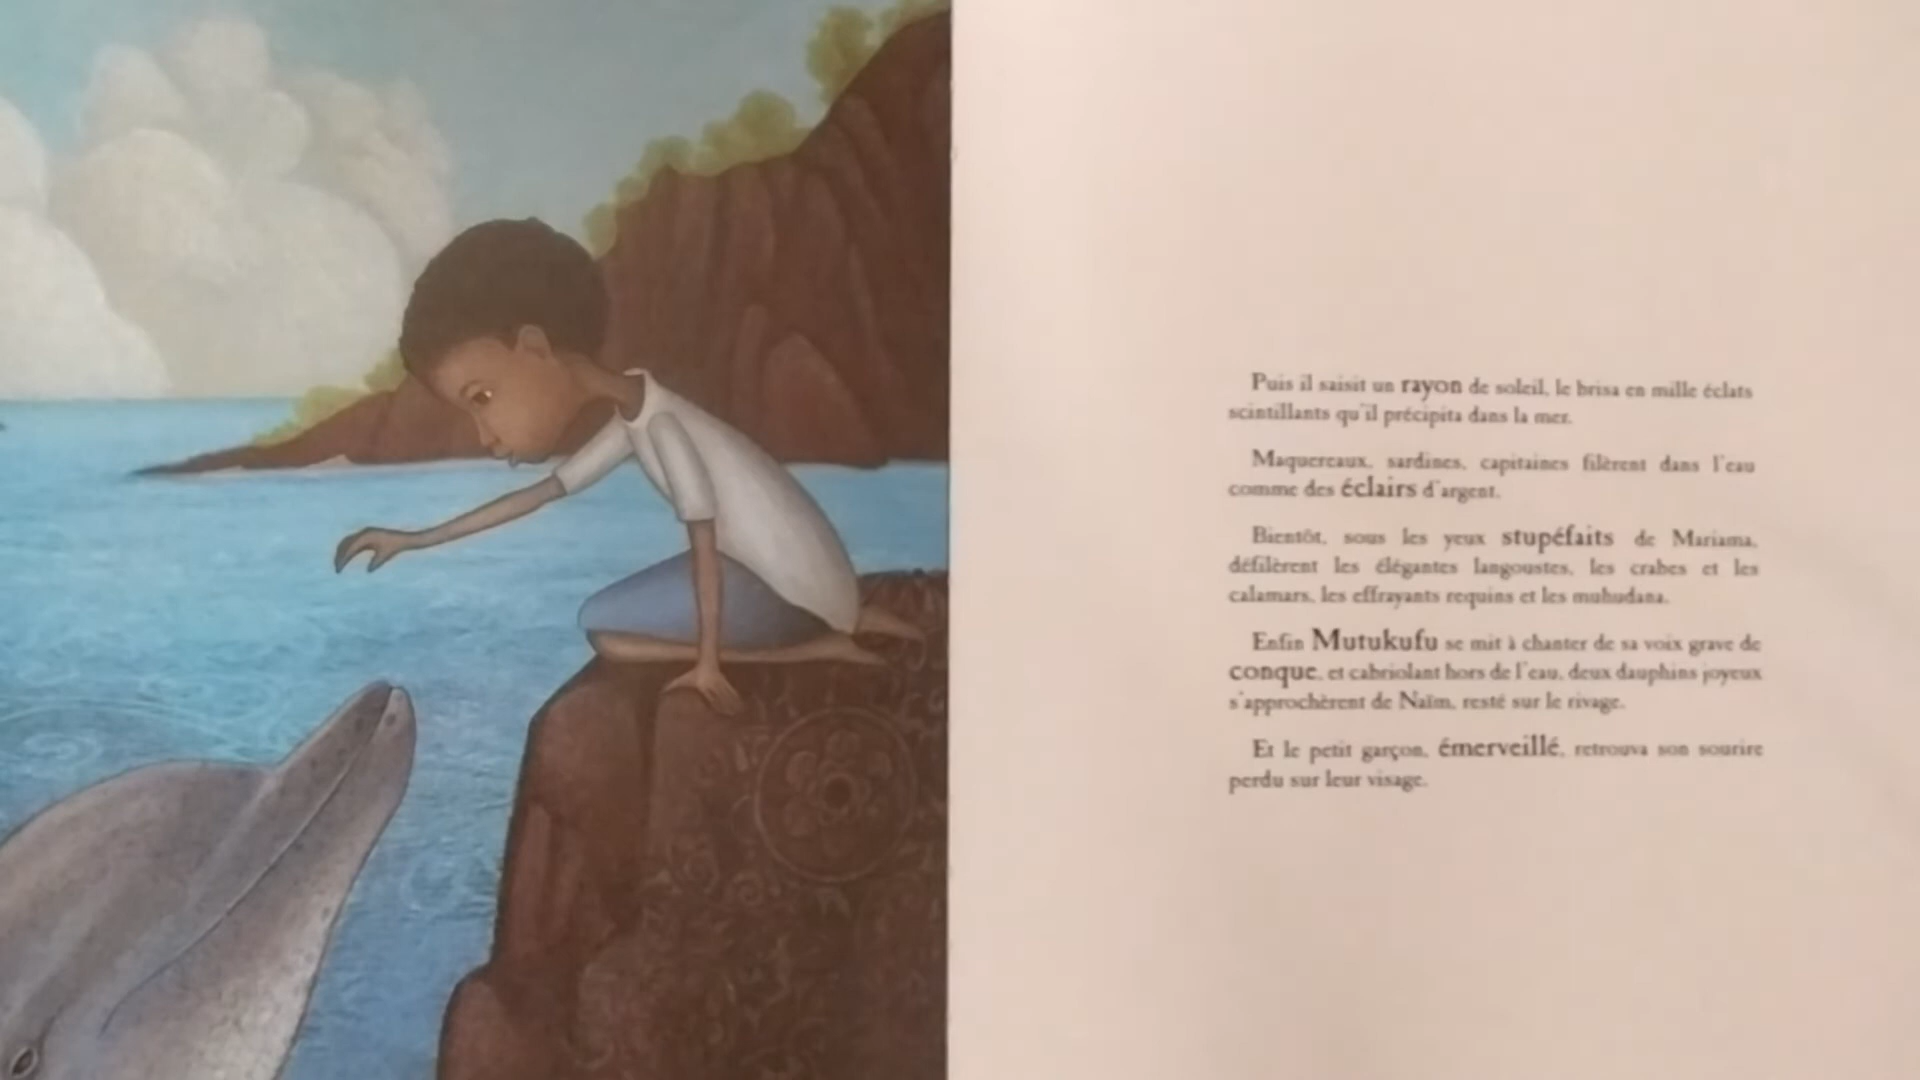 Puis il saisit un rayon de soleil, le brisa en mille éclats
scintillants qu'il précipita dans la mer.
Maquereaux, sardines, capitaines filèrent dans l'eau
comme des éclairs d'argent.
Bientôt, sous les yeux stupéfaits de Mariama,
défilèrent les élégantes langoustes, les crabes et les
calamars, les effrayants requins et les muhudana.
Enfin Mutukufu se mit à chanter de sa voix grave de
conque, et cabriolant hors de l'eau, deux dauphins joyeux
s'approchèrent de Naïm, resté sur le rivage.
Et le petit garçon, émerveillé, retrouva son sourire
perdu sur leur visage.